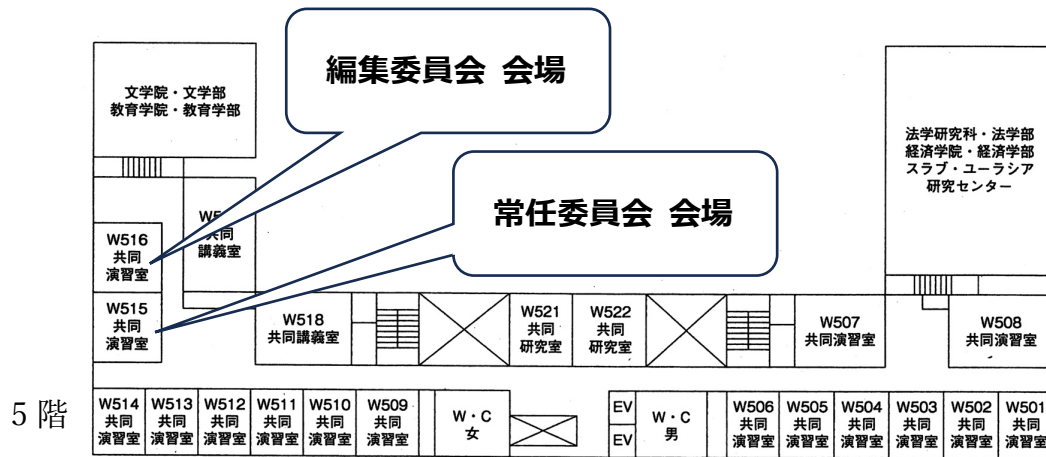 編集委員会 会場
文学院・文学部
教育学院・教育学部
法学研究科・法学部
経済学院・経済学部
スラブ・ユーラシア
研究センター
常任委員会 会場
共同
講義室
W516
共同
演習室
W515
共同
演習室
W518
共同講義室
W521
共同
研究室
W522
共同
研究室
W507
共同演習室
W508
共同演習室
5 階
W514
共同
演習室
W513
共同
演習室
W512
共同
演習室
W511
共同
演習室
W510
共同
演習室
W509
共同
演習室
W・C
女
EV
EV
W・C
男
W506
共同
演習室
W505
共同
演習室
W504
共同
演習室
W503
共同
演習室
W502
共同
演習室
W501
共同
演習室